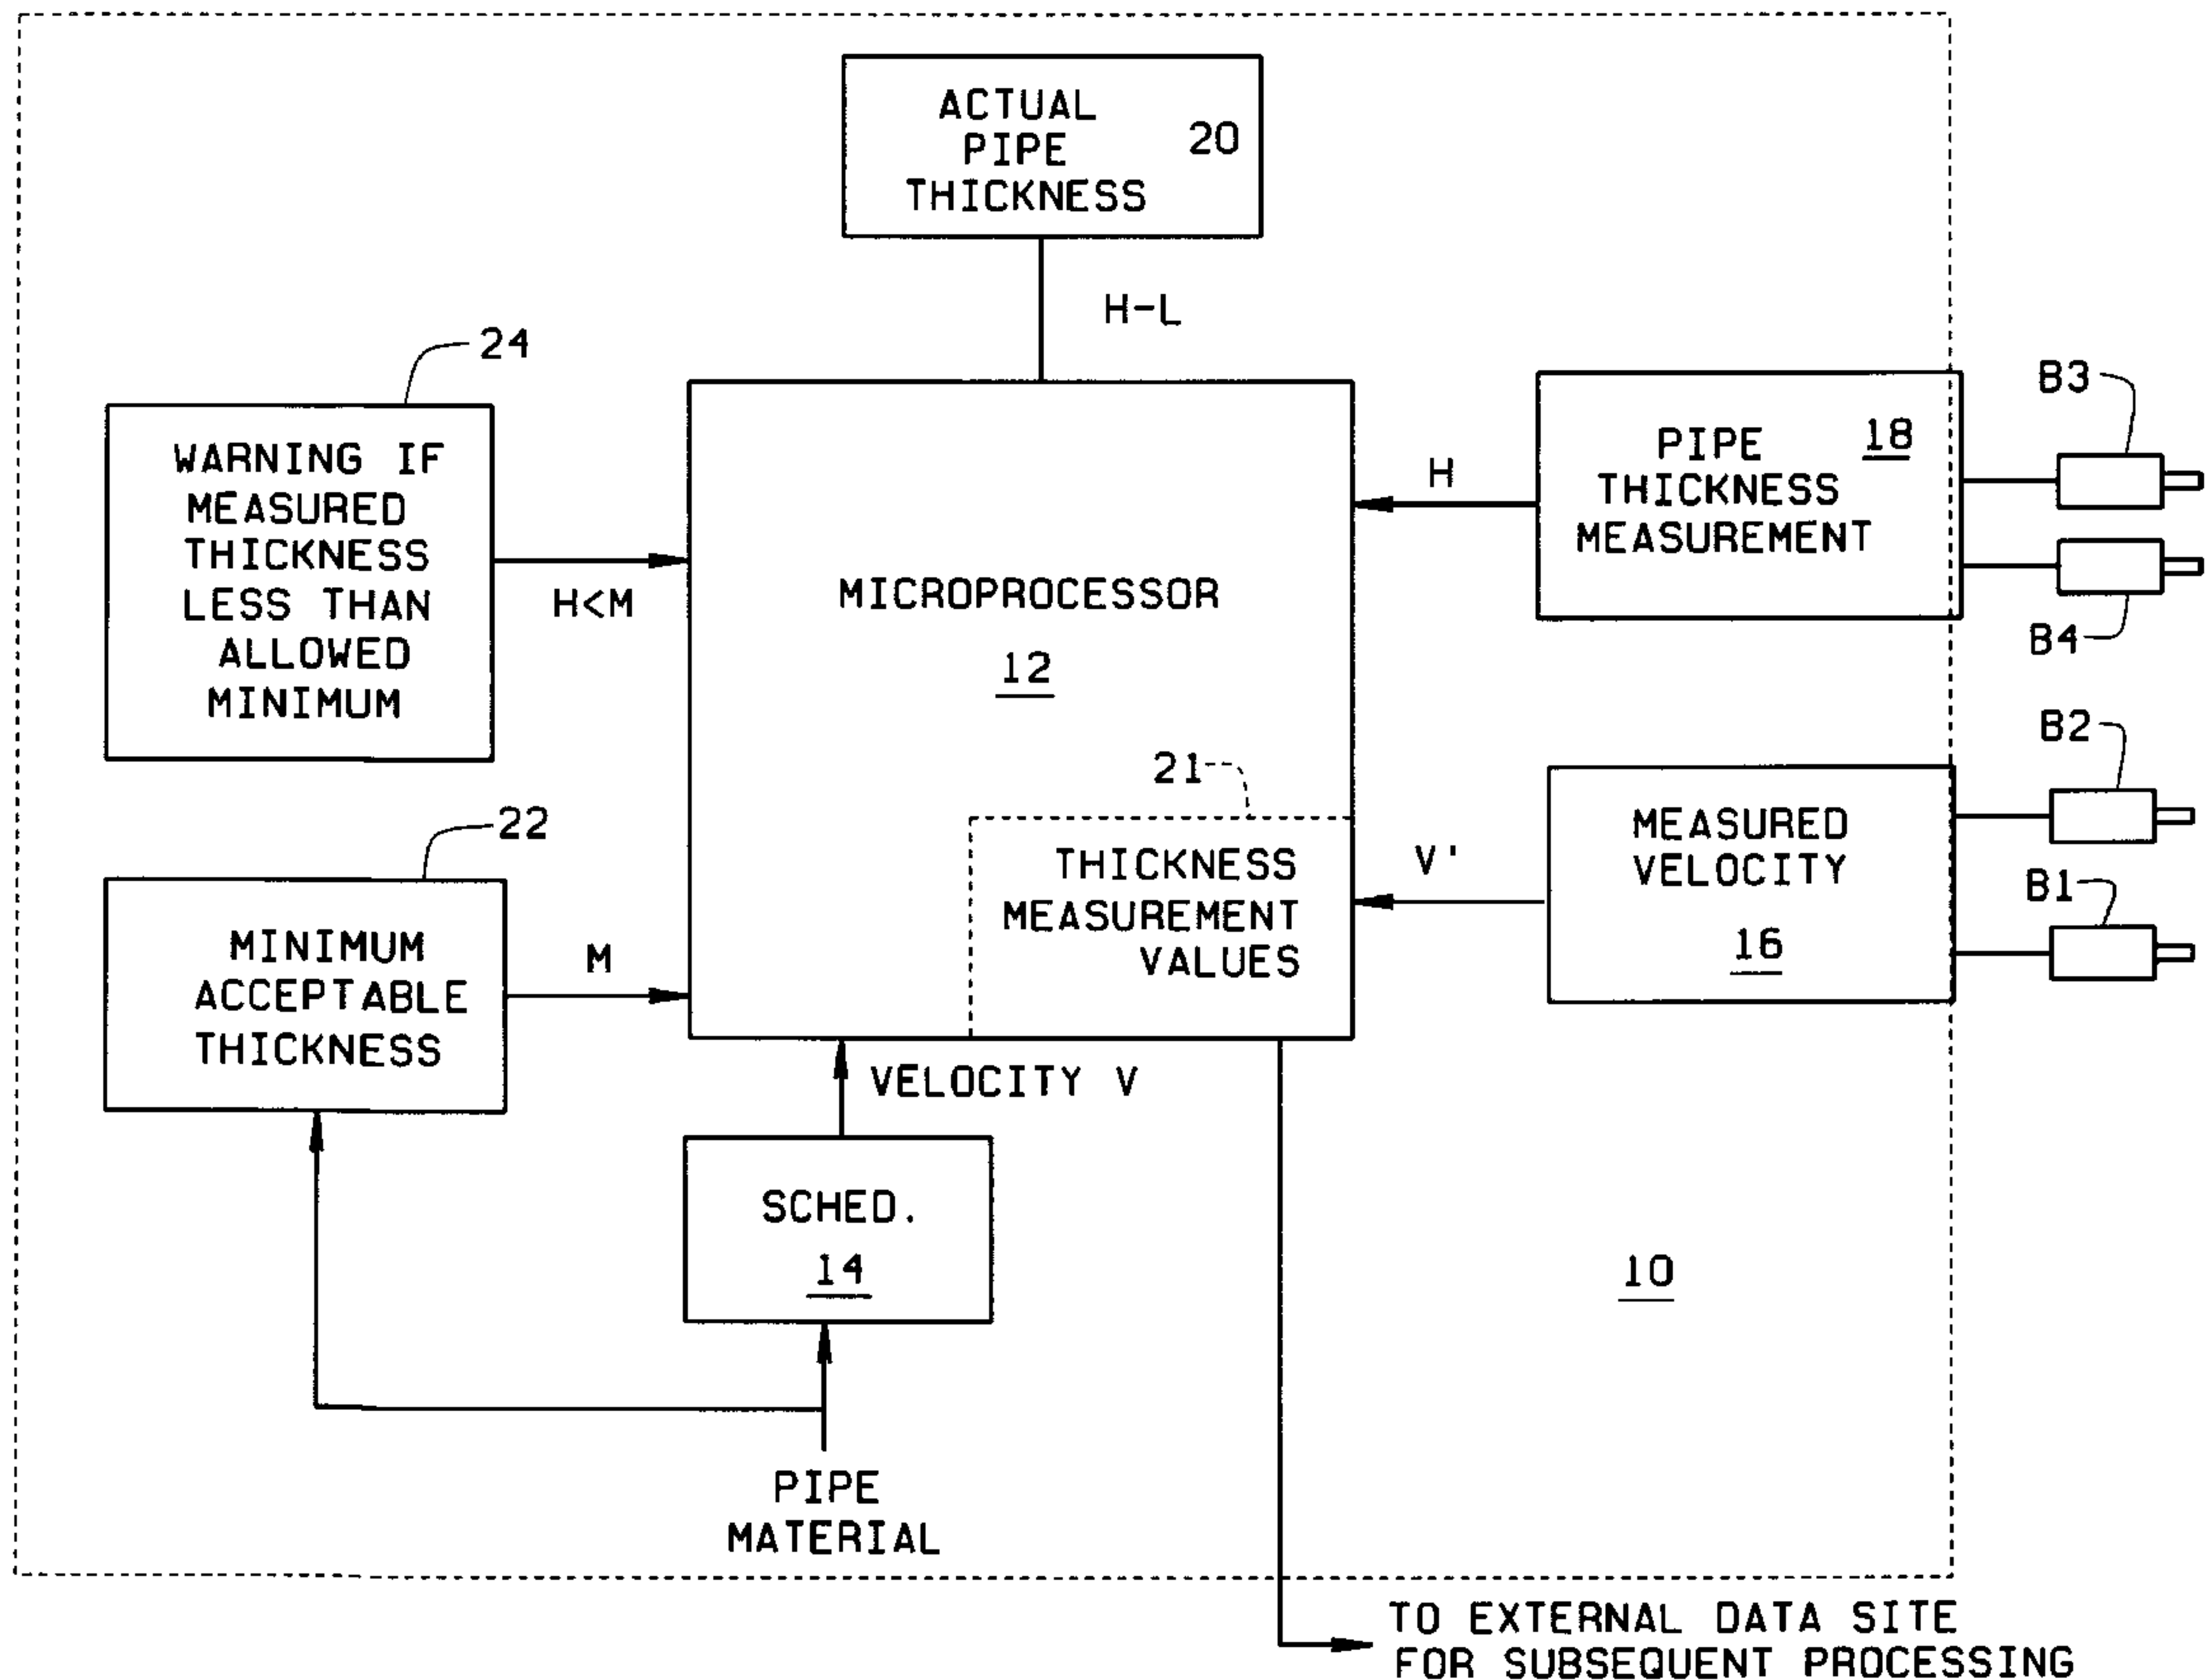 ACTUAL
PIPE
THICKNESS
20
H-L
24
WARNING IF
MEASURED
THICKNESS
LESS THAN
ALLOWED
MINIMUM
H<M
MICROPROCESSOR
12
H
PIPE
THICKNESS
MEASUREMENT
18
B3
B4
B2
B1
21
THICKNESS
MEASUREMENT
VALUES
V'
MEASURED
VELOCITY
16
22
MINIMUM
ACCEPTABLE
THICKNESS
M
VELOCITY V
SCHED.
14
10
PIPE
MATERIAL
TO EXTERNAL DATA SITE
FOR SUBSEQUENT PROCESSING